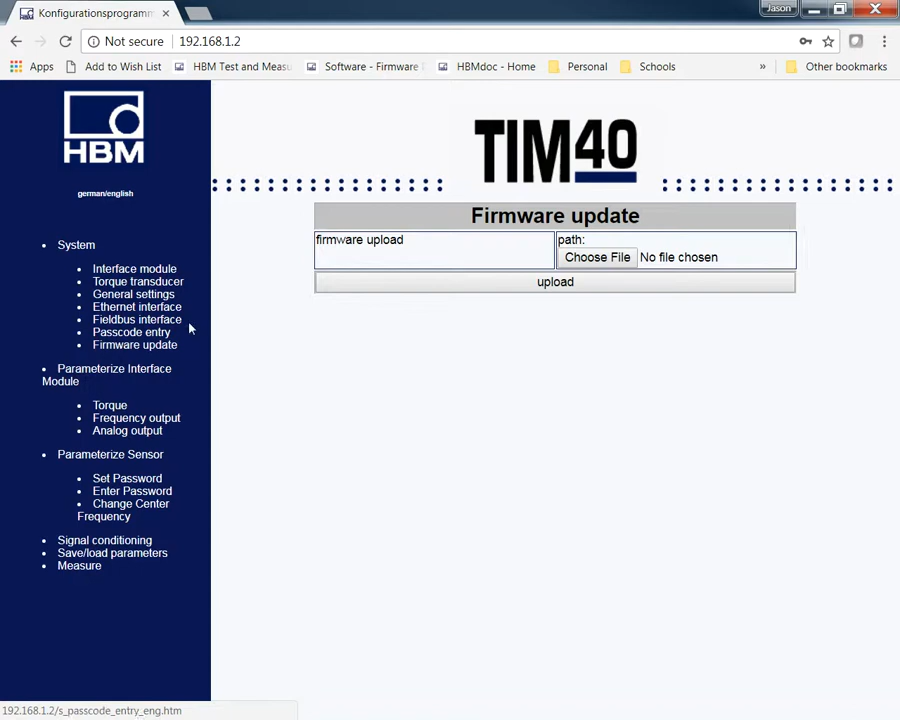 Konfigurationsprogramm
Jason
Not secure
192.168.1.2
Apps
Add to Wish List
HBM Test and Measu
Software - Firmware
HBMdoc - Home
Personal
Schools
»
Other bookmarks
HBM
german/english
TIM40
Firmware update
firmware upload
path:
Choose File No file chosen
upload
• System
• Interface module
• Torque transducer
• General settings
• Ethernet interface
• Fieldbus interface
• Passcode entry
• Firmware update
• Parameterize Interface
Module
• Torque
• Frequency output
• Analog output
• Parameterize Sensor
• Set Password
• Enter Password
• Change Center
Frequency
• Signal conditioning
• Save/load parameters
• Measure
192.168.1.2/s_passcode_entry_eng.htm